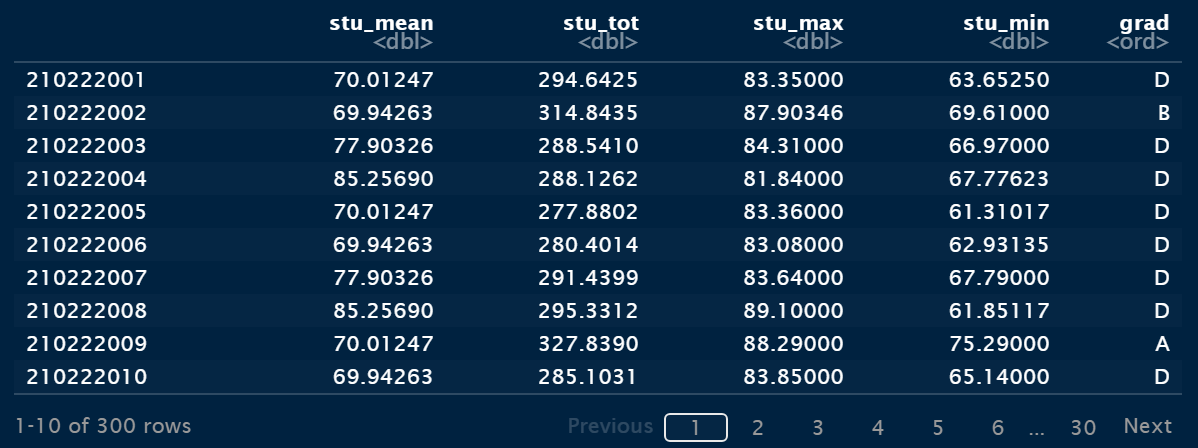 stu_mean stu_tot stu_max stu_min grad
<dbl> <dbl> <dbl> <dbl> <ord>
210222001 70.01247 294.6425 83.35000 63.65250 D
210222002 69.94263 314.8435 87.90346 69.61000 B
210222003 77.90326 288.5410 84.31000 66.97000 D
210222004 85.25690 288.1262 81.84000 67.77623 D
210222005 70.01247 277.8802 83.36000 61.31017 D
210222006 69.94263 280.4014 83.08000 62.93135 D
210222007 77.90326 291.4399 83.64000 67.79000 D
210222008 85.25690 295.3312 89.10000 61.85117 D
210222009 70.01247 327.8390 88.29000 75.29000 A
210222010 69.94263 285.1031 83.85000 65.14000 D
1-10 of 300 rows Previous 1 2 3 4 5 6 ... 30 Next